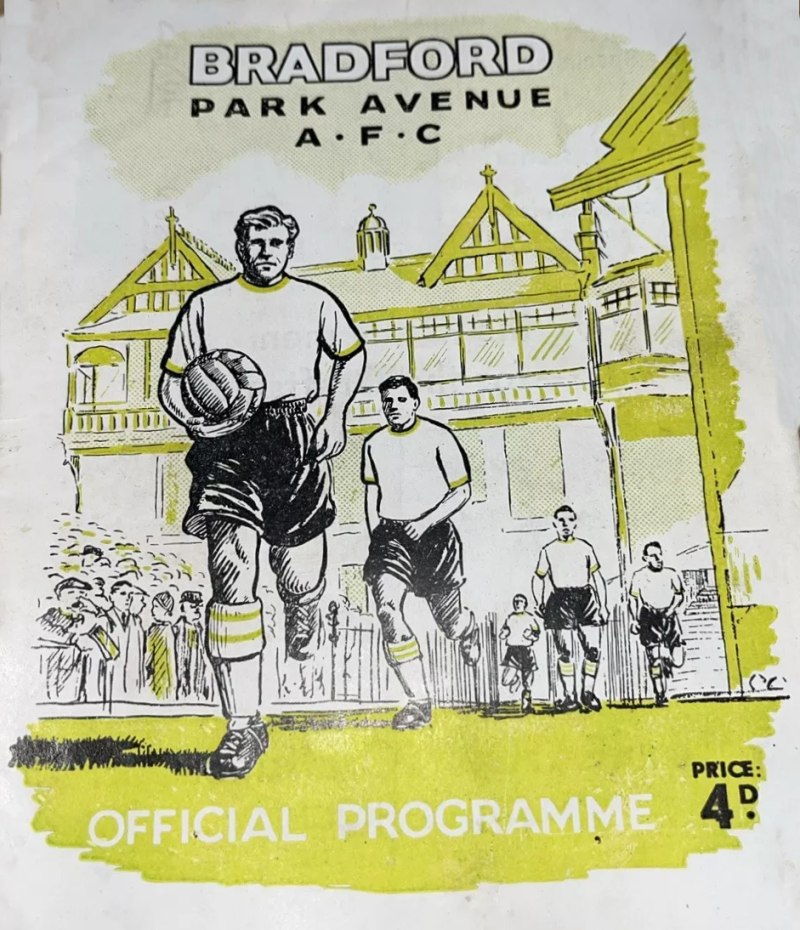 BRADFORD
PARK AVENUE
A·F·C
PRICE:
4D.
OFFICIAL PROGRAMME